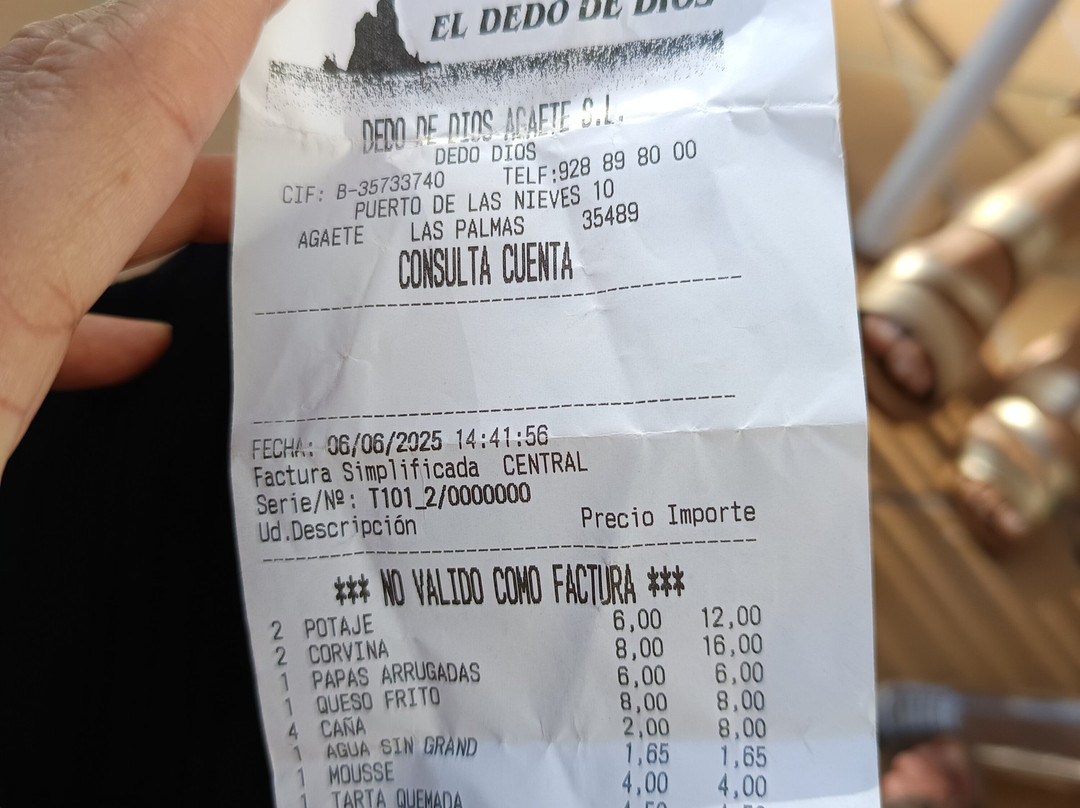 EL DEDO DE DIOS
DEDO DE DIOS AGAETE S.L.
DEDO DIOS
CIF: B-35733740 TELF:928 89 80 00
PUERTO DE LAS NIEVES 10
AGAETE LAS PALMAS 35489
CONSULTA CUENTA
FECHA: 06/06/2025 14:41:56
Factura Simplificada CENTRAL
Serie/Nº: T101_2/0000000
Ud.Descripción Precio Importe
*** NO VALIDO COMO FACTURA ***
2 POTAJE 6,00 12,00
2 CORVINA 8,00 16,00
1 PAPAS ARRUGADAS 6,00 6,00
1 QUESO FRITO 8,00 8,00
4 CAÑA 2,00 8,00
1 AGUA SIN GRAND 1,65 1,65
1 MOUSSE 4,00 4,00
1 TARTA QUEMADA